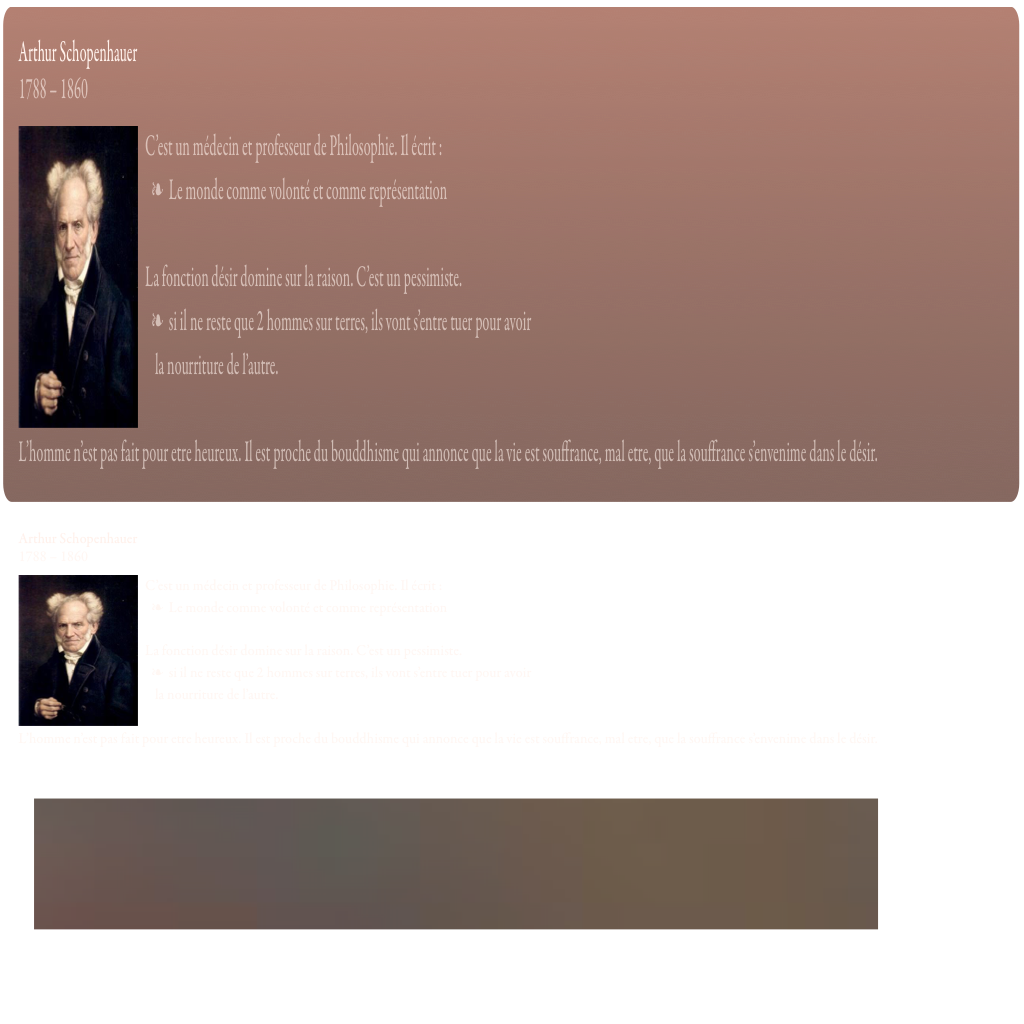 Arthur Schopenhauer
1788 – 1860
C'est un médecin et professeur de Philosophie. Il écrit :
❧ Le monde comme volonté et comme représentation
La fonction désir domine sur la raison. C'est un pessimiste.
❧ si il ne reste que 2 hommes sur terres, ils vont s'entre tuer pour avoir
la nourriture de l'autre.
L'homme n'est pas fait pour etre heureux. Il est proche du bouddhisme qui annonce que la vie est souffrance, mal etre, que la souffrance s'envenime dans le désir.
Arthur Schopenhauer
1788 – 1860
C'est un médecin et professeur de Philosophie. Il écrit :
❧ Le monde comme volonté et comme représentation
La fonction désir domine sur la raison. C'est un pessimiste.
❧ si il ne reste que 2 hommes sur terres, ils vont s'entre tuer pour avoir
la nourriture de l'autre.
L'homme n'est pas fait pour etre heureux. Il est proche du bouddhisme qui annonce que la vie est souffrance, mal etre, que la souffrance s'envenime dans le désir.